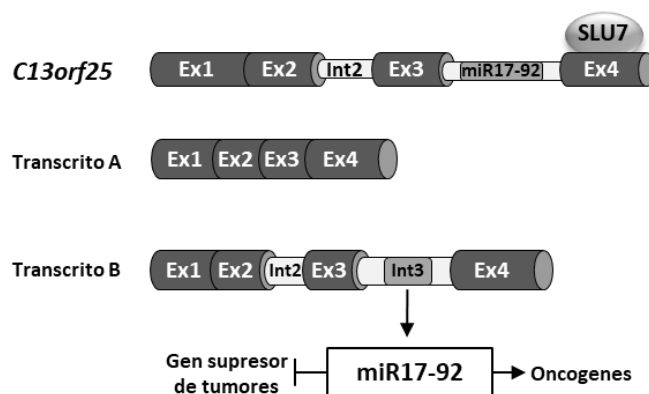 SLU7
C13orf25 Ex1 Ex2 Int2 Ex3 miR17-92 Ex4
Transcrito A Ex1 Ex2 Ex3 Ex4
Transcrito B Ex1 Ex2 Int2 Ex3 Int3 Ex4
Gen supresor
de tumores
miR17-92
Oncogenes